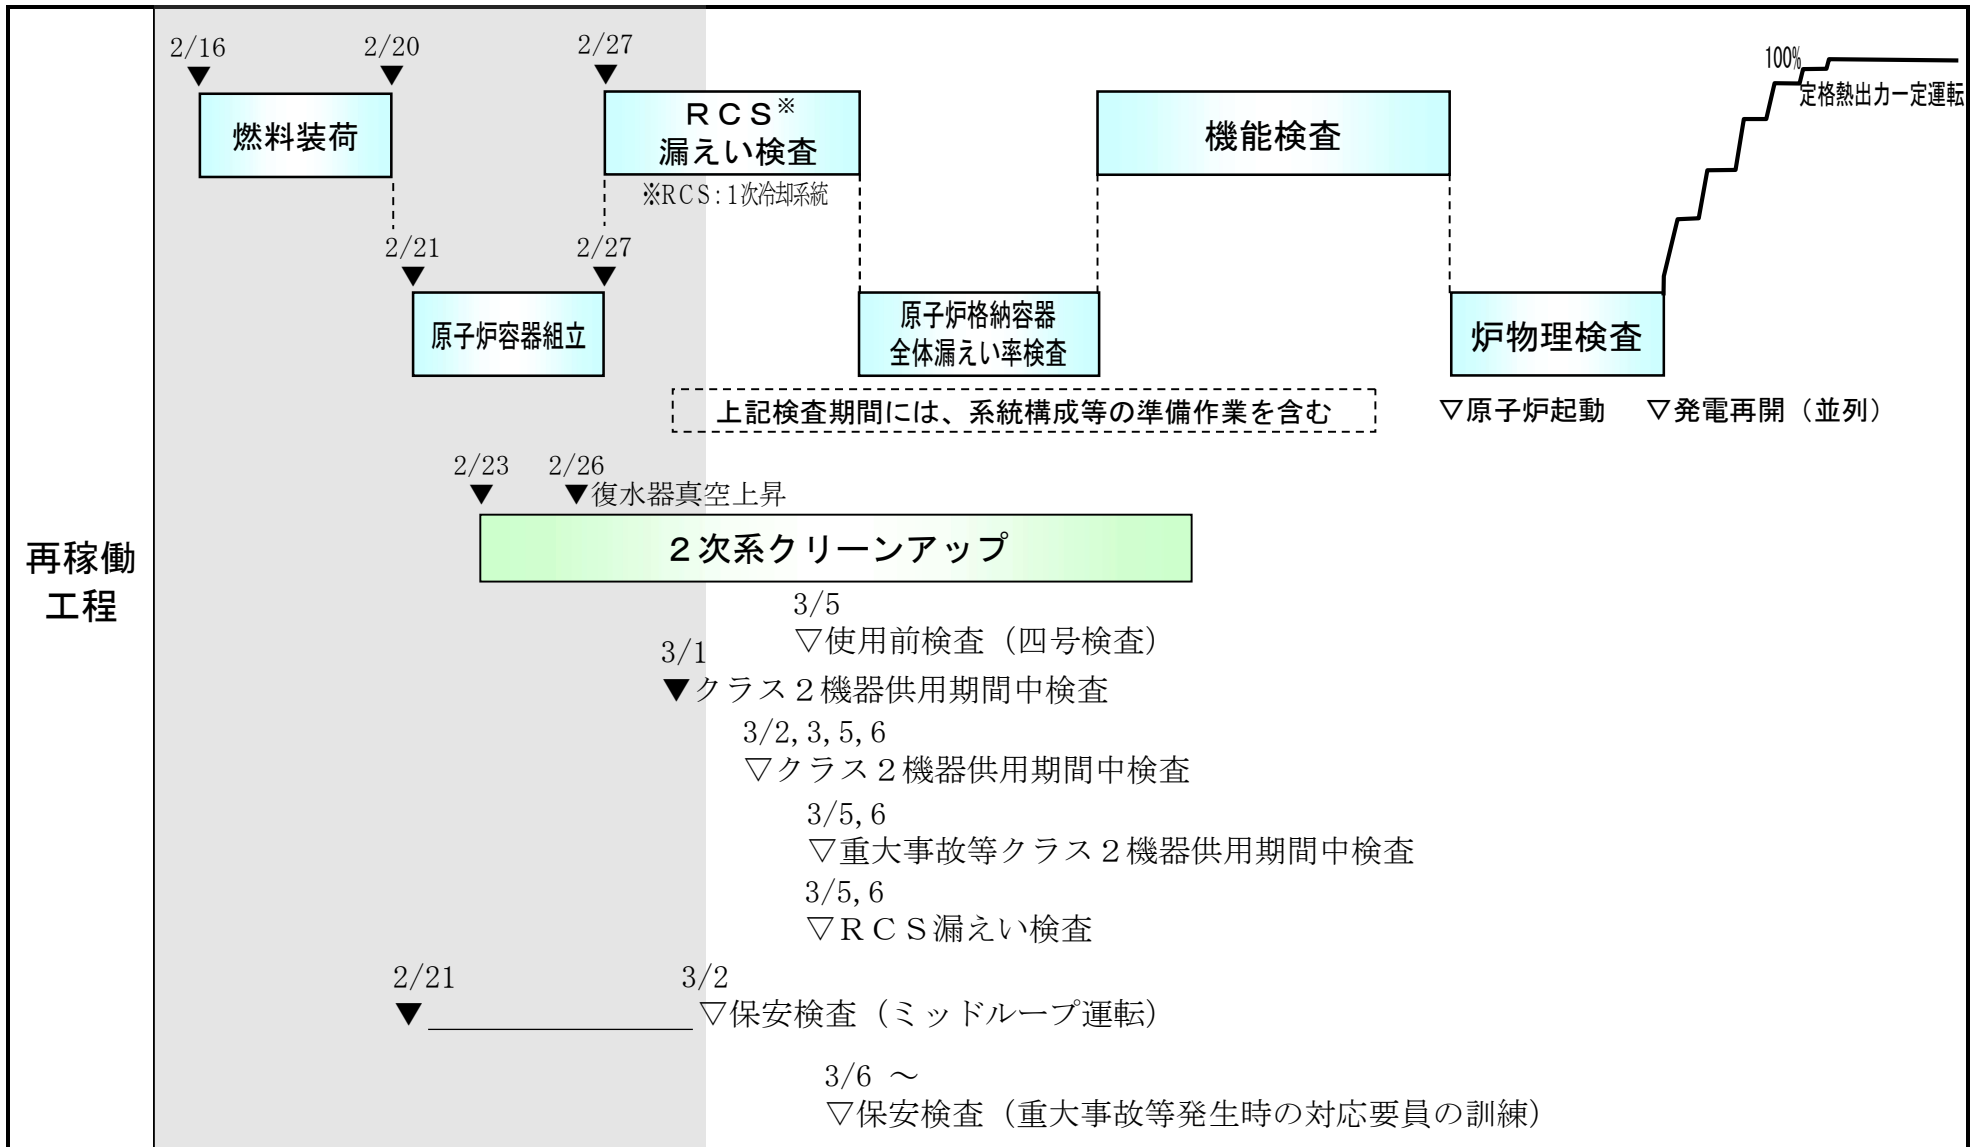 再稼働
工程
2/16
2/20
2/27
▼
▼
▼
燃料装荷
ＲＣＳ※
漏えい検査
※RCS:1次冷却系統
機能検査
100%
定格熱出力一定運転
2/21
2/27
▼
▼
原子炉容器組立
原子炉格納容器
全体漏えい率検査
炉物理検査
上記検査期間には、系統構成等の準備作業を含む
▽原子炉起動
▽発電再開（並列）
2/23
2/26
▼
▼復水器真空上昇
２次系クリーンアップ
3/5
▽使用前検査（四号検査）
3/1
▼クラス２機器供用期間中検査
3/2,3,5,6
▽クラス２機器供用期間中検査
3/5,6
▽重大事故等クラス２機器供用期間中検査
3/5,6
▽ＲＣＳ漏えい検査
2/21
3/2
▼
▽保安検査（ミッドループ運転）
3/6 ～
▽保安検査（重大事故等発生時の対応要員の訓練）